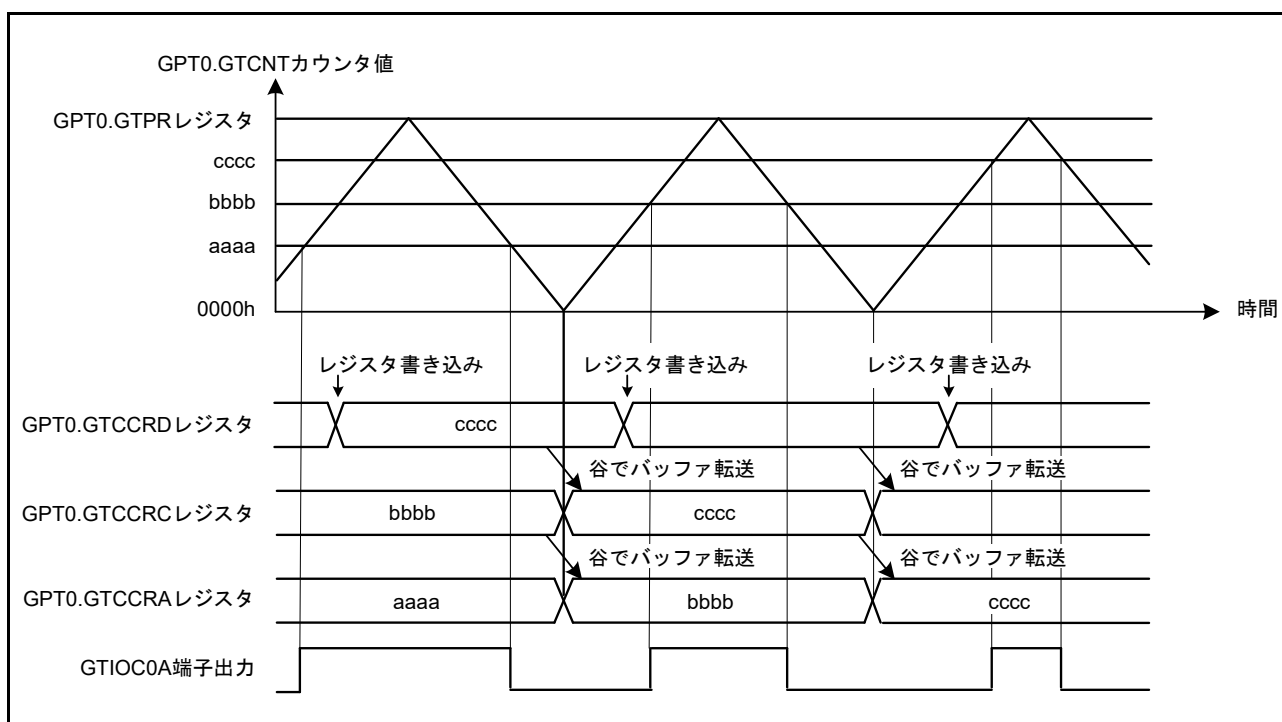 GPT0.GTCNTカウンタ値
GPT0.GTPRレジスタ
cccc
bbbb
aaaa
0000h
時間
レジスタ書き込み
レジスタ書き込み
レジスタ書き込み
GPT0.GTCCRDレジスタ
cccc
谷でバッファ転送
谷でバッファ転送
GPT0.GTCCRCレジスタ
bbbb
cccc
谷でバッファ転送
谷でバッファ転送
GPT0.GTCCRAレジスタ
aaaa
bbbb
cccc
GTIOC0A端子出力